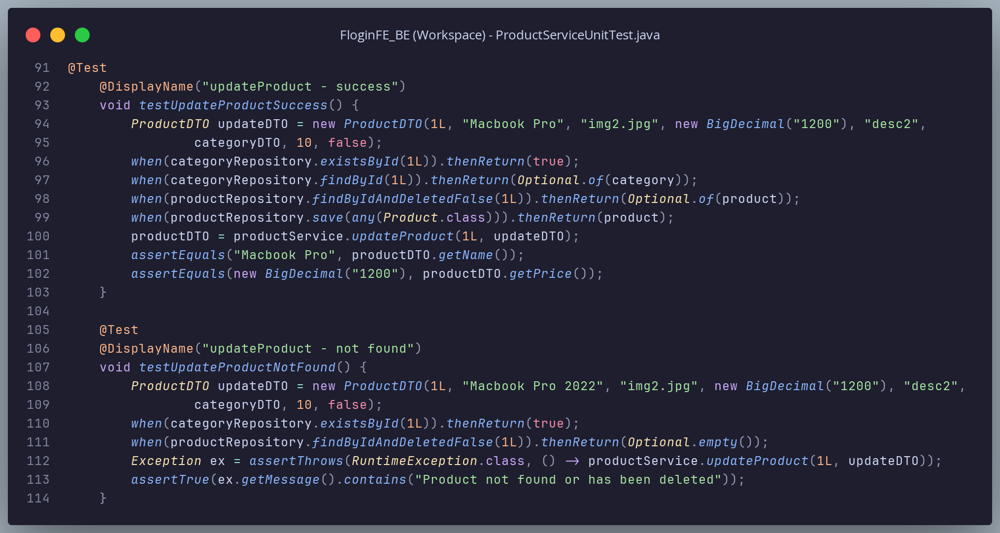 FloginFE_BE (Workspace) - ProductServiceUnitTest.java
91 @Test
92     @DisplayName("updateProduct - success")
93     void testUpdateProductSuccess() {
94         ProductDTO updateDTO = new ProductDTO(1L, "Macbook Pro", "img2.jpg", new BigDecimal("1200"), "desc2",
95                 categoryDTO, 10, false);
96         when(categoryRepository.existsById(1L)).thenReturn(true);
97         when(categoryRepository.findById(1L)).thenReturn(Optional.of(category));
98         when(productRepository.findByIdAndDeletedFalse(1L)).thenReturn(Optional.of(product));
99         when(productRepository.save(any(Product.class))).thenReturn(product);
100         productDTO = productService.updateProduct(1L, updateDTO);
101         assertEquals("Macbook Pro", productDTO.getName());
102         assertEquals(new BigDecimal("1200"), productDTO.getPrice());
103     }
104
105     @Test
106     @DisplayName("updateProduct - not found")
107     void testUpdateProductNotFound() {
108         ProductDTO updateDTO = new ProductDTO(1L, "Macbook Pro 2022", "img2.jpg", new BigDecimal("1200"), "desc2",
109                 categoryDTO, 10, false);
110         when(categoryRepository.existsById(1L)).thenReturn(true);
111         when(productRepository.findByIdAndDeletedFalse(1L)).thenReturn(Optional.empty());
112         Exception ex = assertThrows(RuntimeException.class, () -> productService.updateProduct(1L, updateDTO));
113         assertTrue(ex.getMessage().contains("Product not found or has been deleted"));
114     }